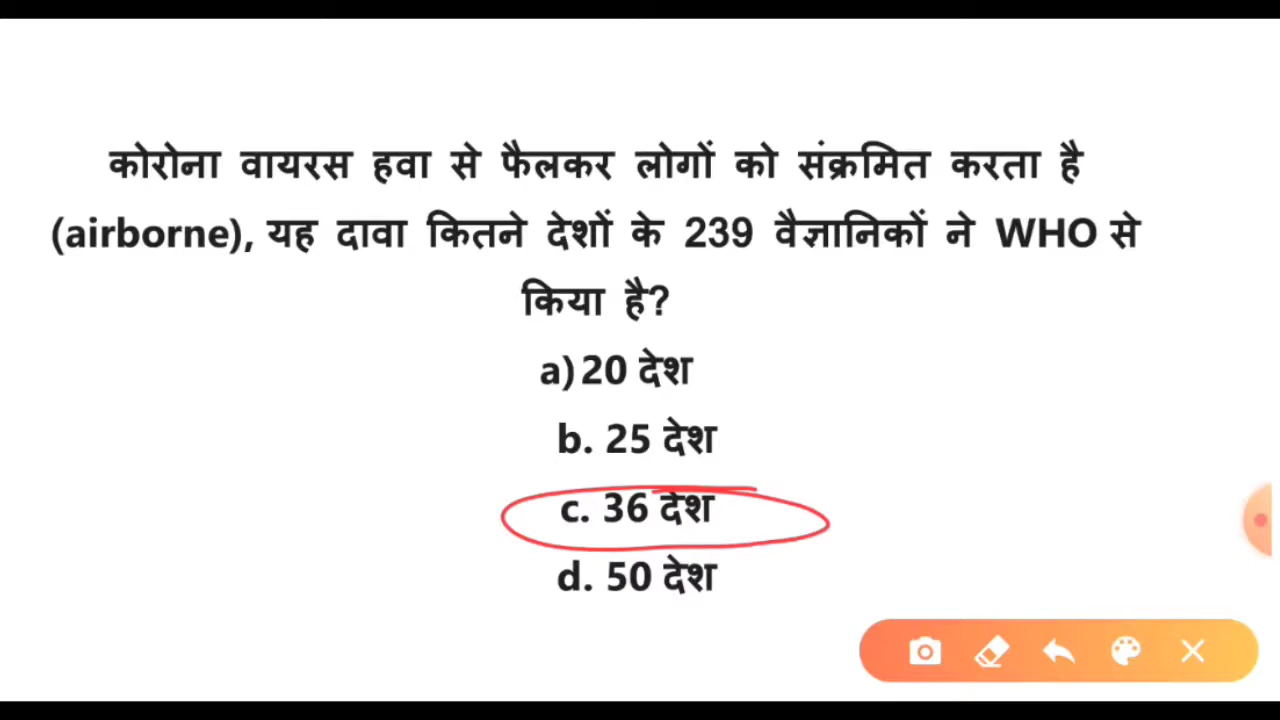 कोरोना वायरस हवा से फैलकर लोगों को संक्रमित करता है
(airborne), यह दावा कितने देशों के 239 वैज्ञानिकों ने WHO से
किया है?
a) 20 देश
b. 25 देश
c. 36 देश
d. 50 देश